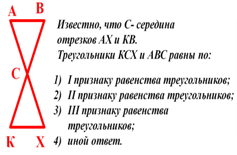 А В
Известно, что С- середина
отрезков АХ и КВ.
Треугольники КСХ и АВС равны по:
С
1) I признаку равенства треугольников;
2) II признаку равенства треугольников;
3) III признаку равенства
треугольников;
4) иной ответ.
К Х